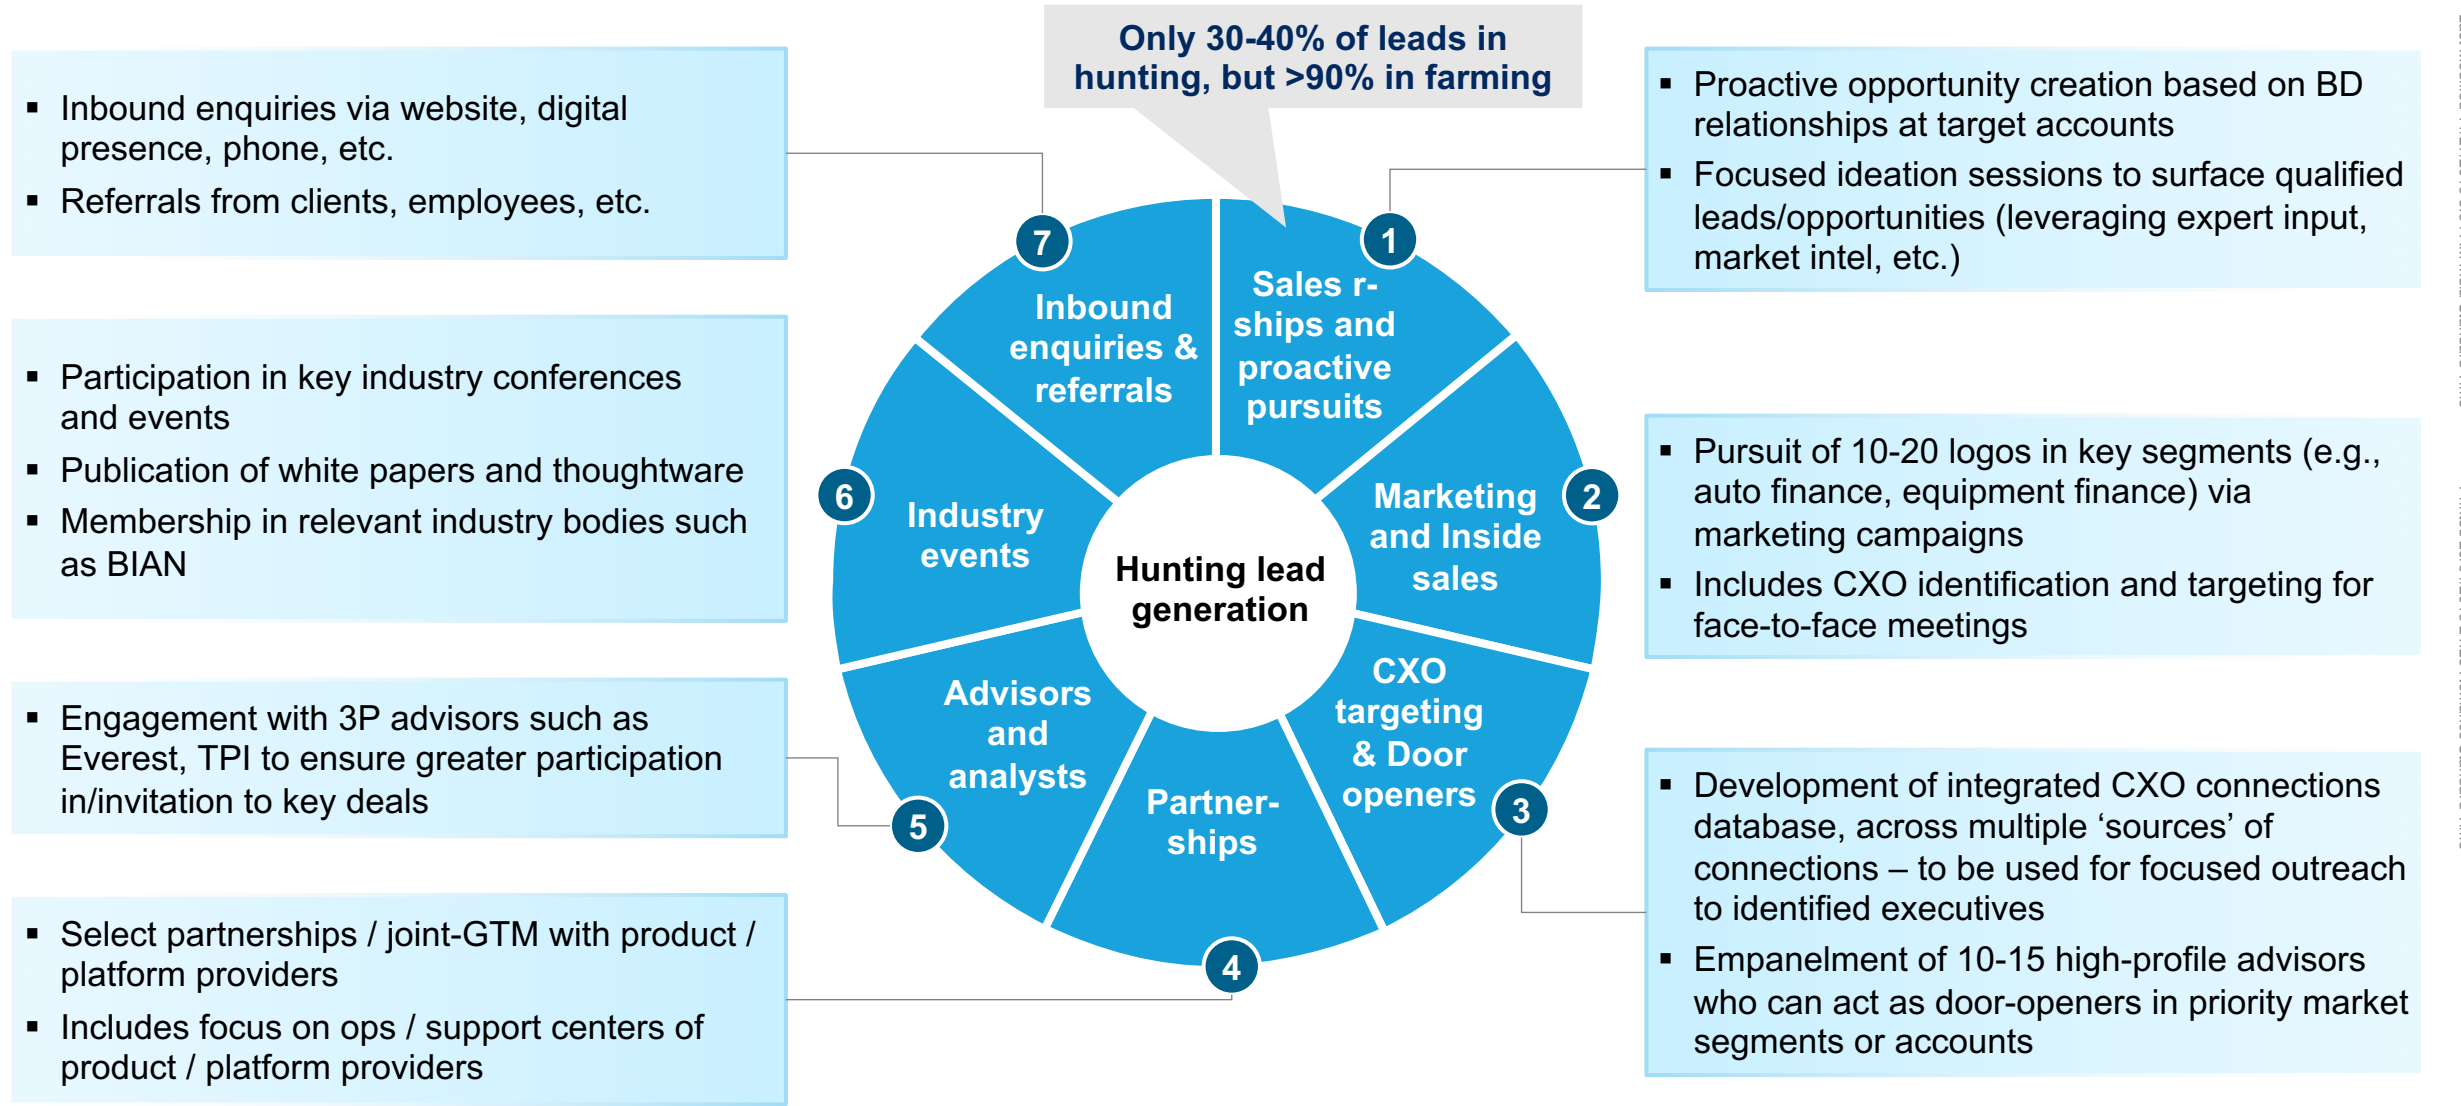 Only 30-40% of leads in
hunting, but >90% in farming
▪ Inbound enquiries via website, digital
presence, phone, etc.
▪ Referrals from clients, employees, etc.
▪ Participation in key industry conferences
and events
▪ Publication of white papers and thoughtware
▪ Membership in relevant industry bodies such
as BIAN
▪ Engagement with 3P advisors such as
Everest, TPI to ensure greater participation
in/invitation to key deals
▪ Select partnerships / joint-GTM with product /
platform providers
▪ Includes focus on ops / support centers of
product / platform providers
7
Inbound
enquiries &
referrals
1
Sales r-
ships and
proactive
pursuits
6
Industry
events
2
Marketing
and Inside
sales
Hunting lead
generation
5
Advisors
and
analysts
4
Partner-
ships
3
CXO
targeting
& Door
openers
▪ Proactive opportunity creation based on BD
relationships at target accounts
▪ Focused ideation sessions to surface qualified
leads/opportunities (leveraging expert input,
market intel, etc.)
▪ Pursuit of 10-20 logos in key segments (e.g.,
auto finance, equipment finance) via
marketing campaigns
▪ Includes CXO identification and targeting for
face-to-face meetings
▪ Development of integrated CXO connections
database, across multiple ‘sources’ of
connections – to be used for focused outreach
to identified executives
▪ Empanelment of 10-15 high-profile advisors
who can act as door-openers in priority market
segments or accounts